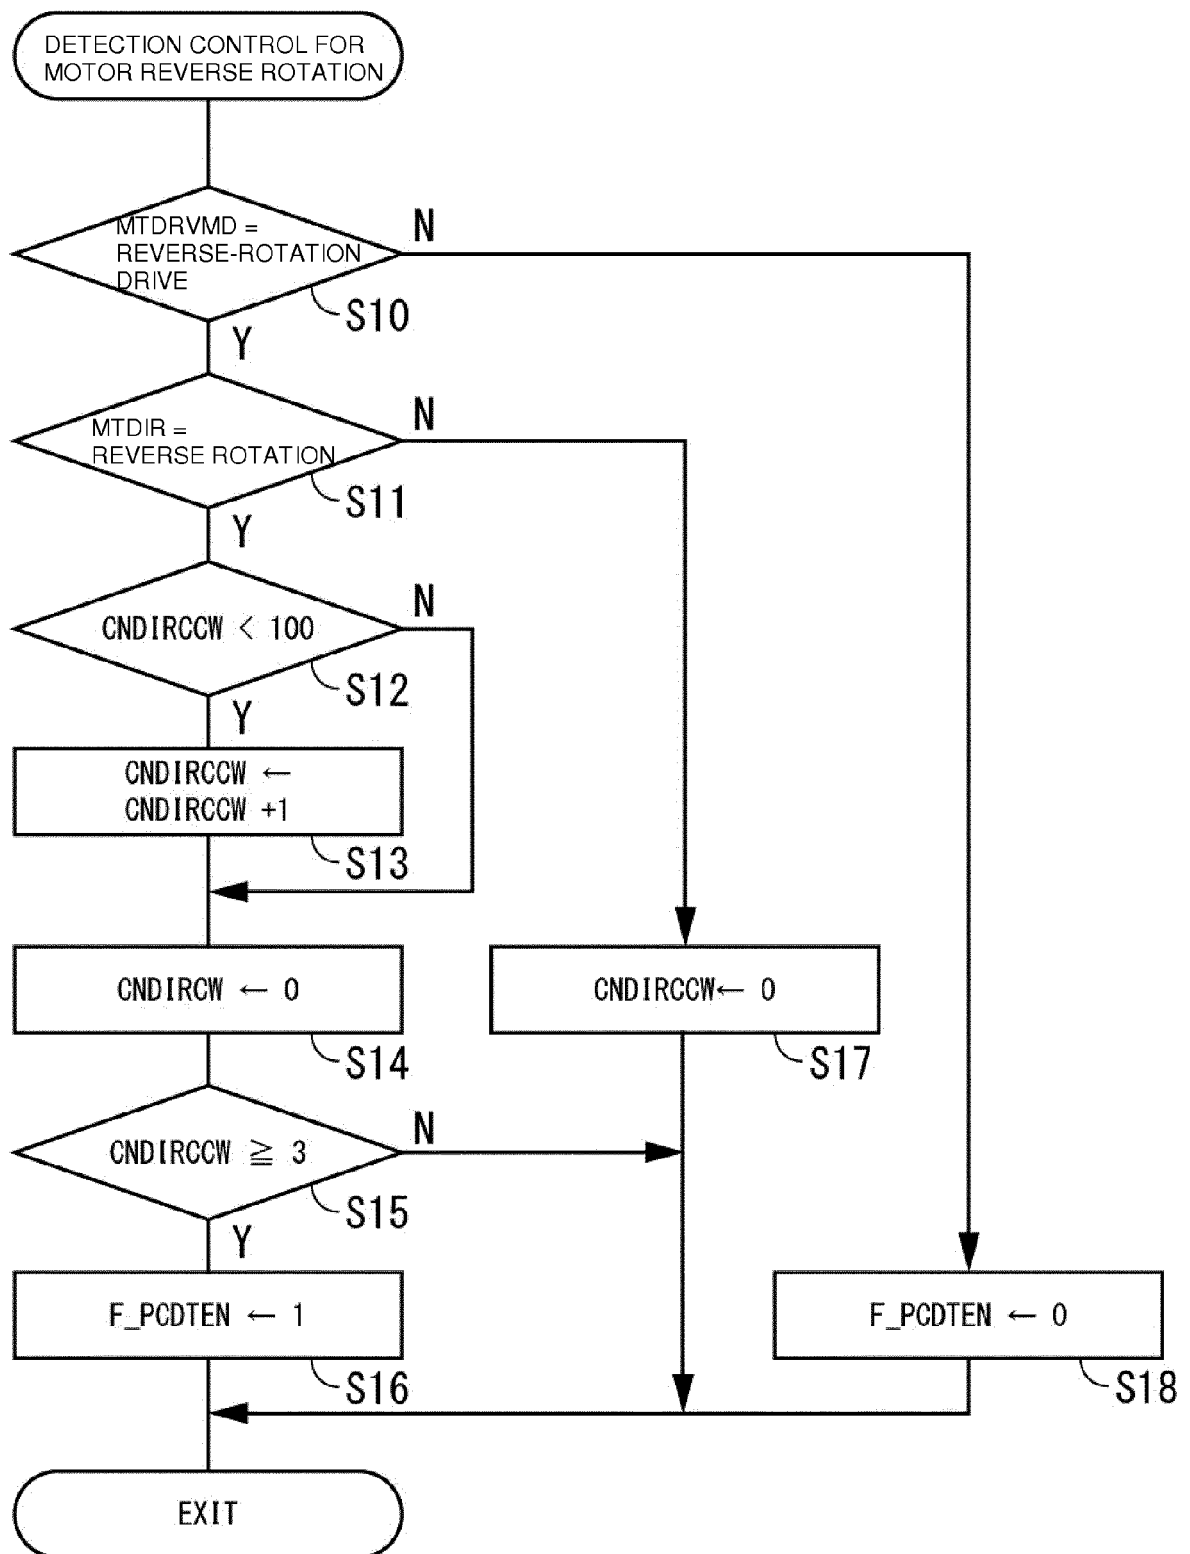 DETECTION CONTROL FOR
MOTOR REVERSE ROTATION
MTDRVMD =
REVERSE-ROTATION
DRIVE
N
S10
Y
MTDIR =
REVERSE ROTATION
N
S11
Y
CNDIRCCW < 100
N
S12
Y
CNDIRCCW ←
CNDIRCCW +1
S13
CNDIRCW ← 0
S14
CNDIRCCW← 0
S17
CNDIRCCW ≧ 3
N
S15
Y
F_PCDTEN ← 1
S16
F_PCDTEN ← 0
S18
EXIT